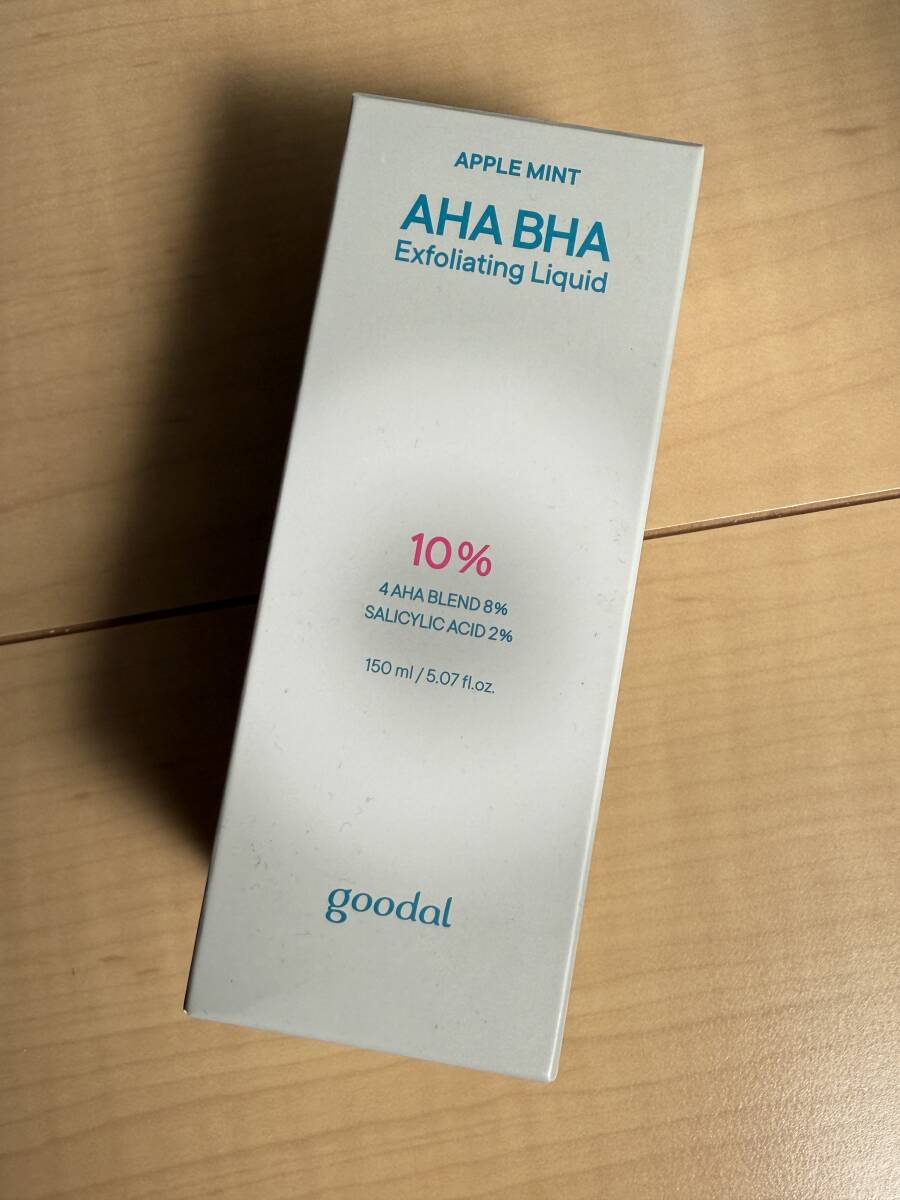 APPLE MINT
AHA BHA
Exfoliating Liquid
10%
4 AHA BLEND 8%
SALICYLIC ACID 2%
150 ml / 5.07 fl.oz.
goodal